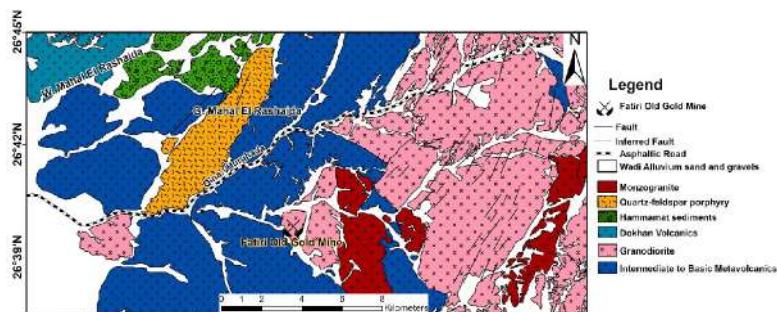 26°45'N
26°42'N
26°39'N
W. Mahal El Rashaida
G. Mahal El Rashaida
Fatiri Old Gold Mine
0 1 2 4 6 8
Kilometers
N
Legend
Fatiri Old Gold Mine
Fault
Inferred Fault
Asphaltic Road
Wadi Alluvium sand and gravels
Monzogranite
Quartz-feldspar porphyry
Hammamat sediments
Dokhan Volcanics
Granodiorite
Intermediate to Basic Metavolcanics